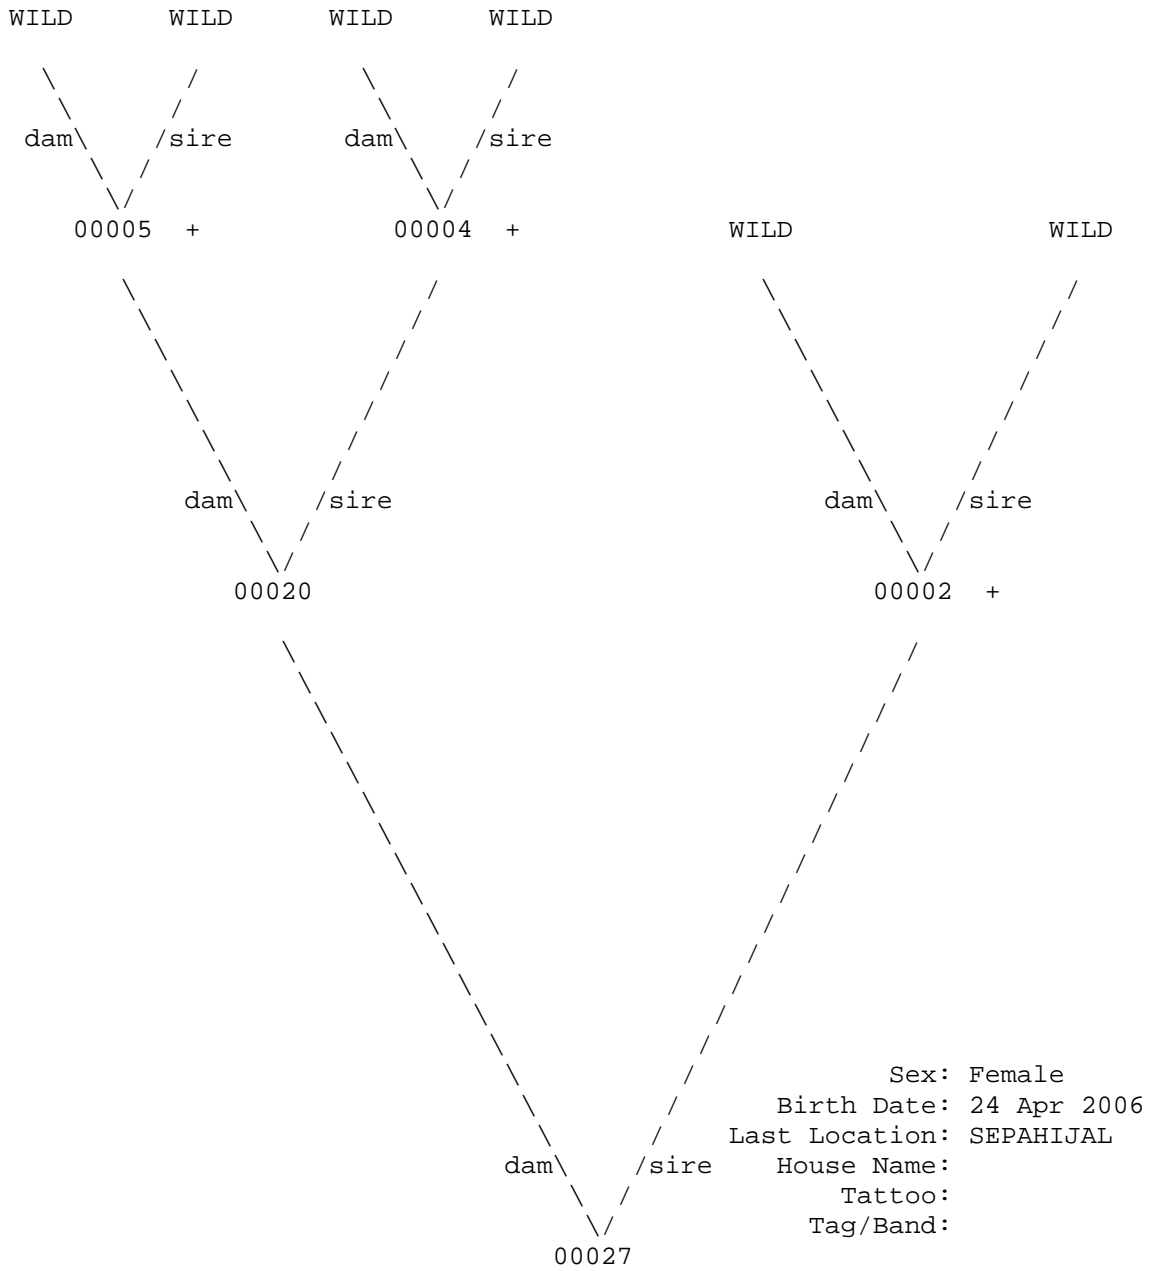 WILD WILD WILD WILD
dam sire dam sire
00005 + 00004 + WILD WILD
dam sire dam sire
00020 00002 +
Sex: Female
Birth Date: 24 Apr 2006
Last Location: SEPAHIJAL
dam sire House Name:
Tattoo:
Tag/Band:
00027